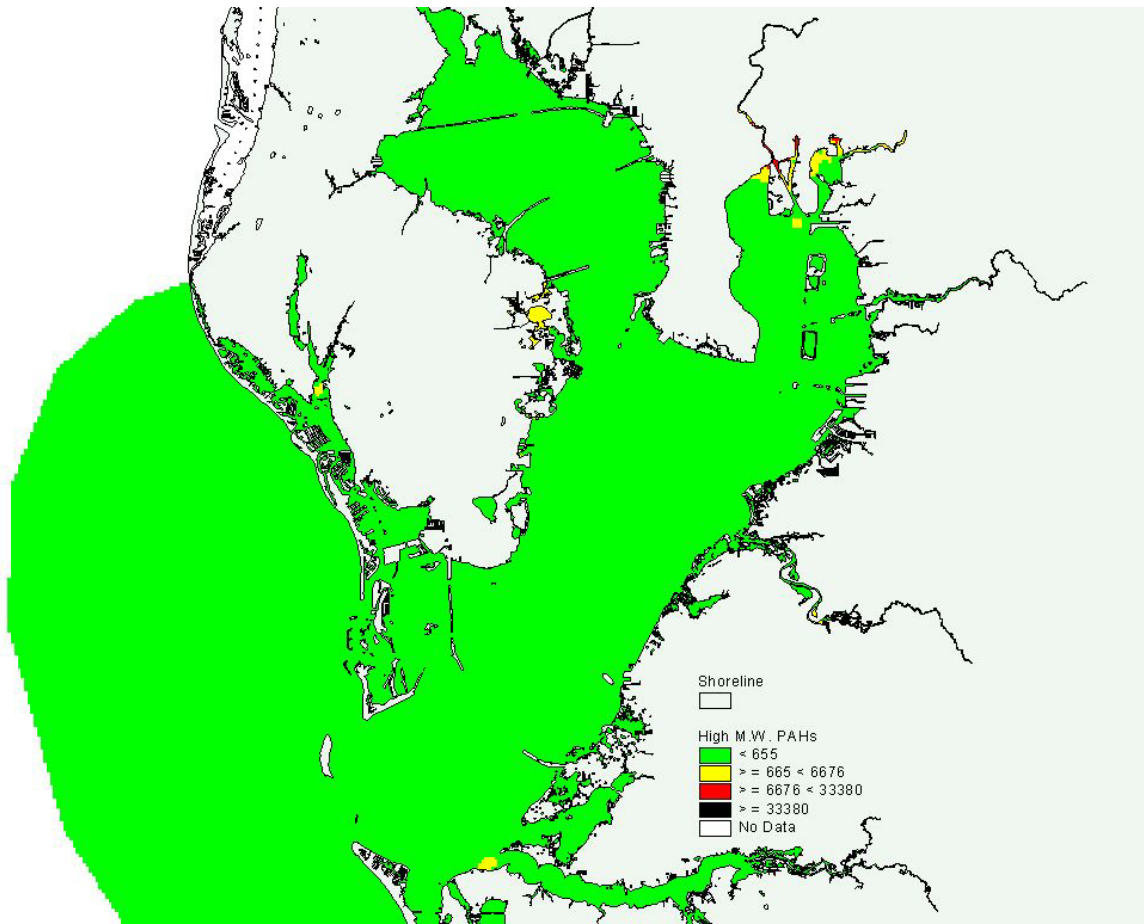 Shoreline
High M.W. PAHs
< 655
> = 665 < 6676
> = 6676 < 33380
> = 33380
No Data